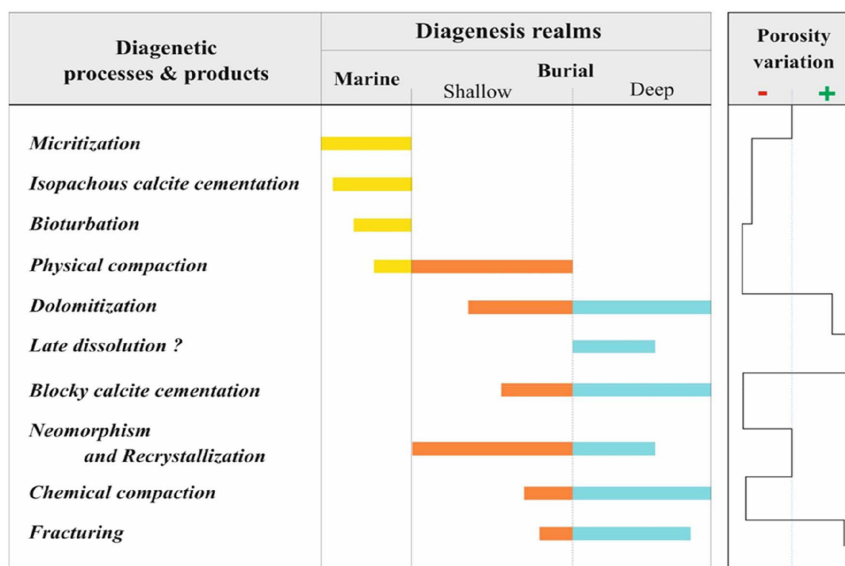 Diagenetic
processes & products
Diagenesis realms
Marine
Burial
Shallow
Deep
Porosity
variation
- +
Micritization
Isopachous calcite cementation
Bioturbation
Physical compaction
Dolomitization
Late dissolution ?
Blocky calcite cementation
Neomorphism
and Recrystallization
Chemical compaction
Fracturing